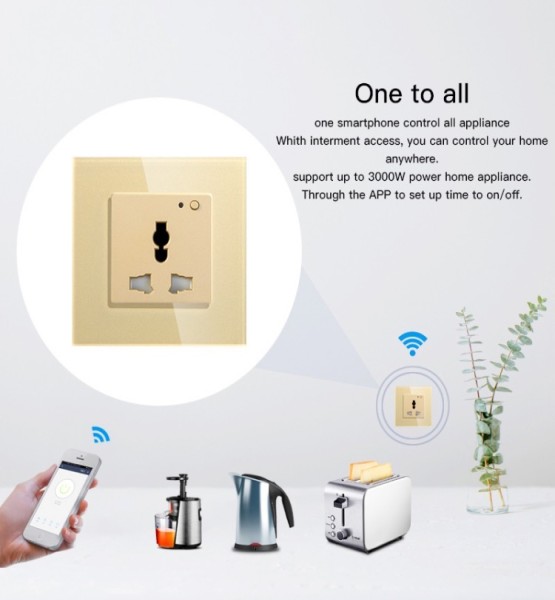 One to all
one smartphone control all appliance
Whith interment access, you can control your home
anywhere.
support up to 3000W power home appliance.
Through the APP to set up time to on/off.